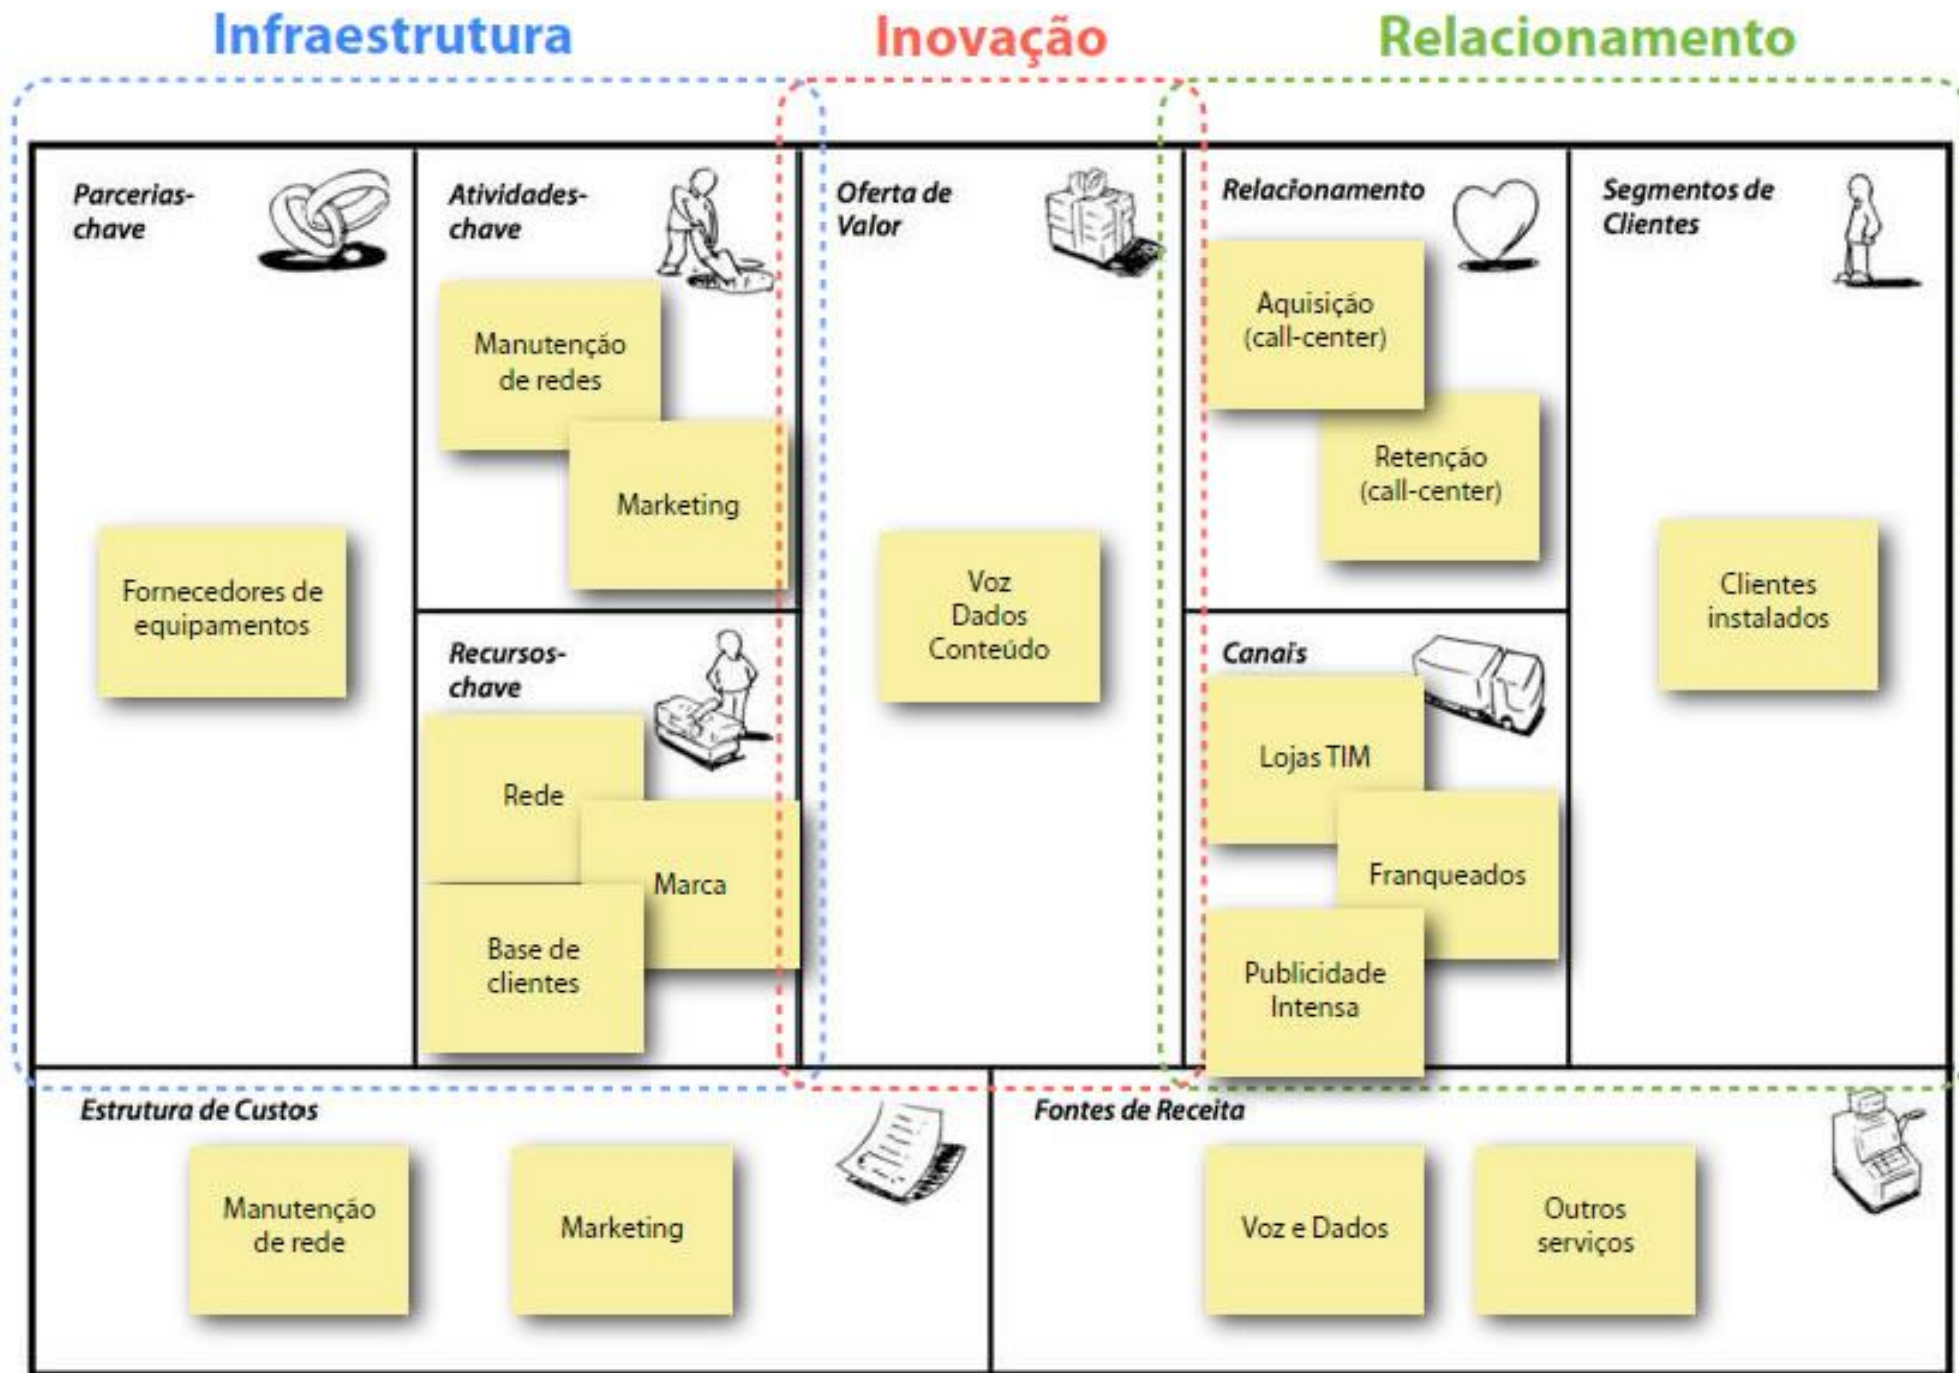 Infraestrutura
Inovação
Relacionamento
Parcerias-
chave
Fornecedores de
equipamentos
Atividades-
chave
Manutenção
de redes
Marketing
Recursos-
chave
Rede
Marca
Base de
clientes
Oferta de
Valor
Voz
Dados
Conteúdo
Relacionamento
Aquisição
(call-center)
Retenção
(call-center)
Canais
Lojas TIM
Franqueados
Publicidade
Intensa
Segmentos de
Clientes
Clientes
instalados
Estrutura de Custos
Manutenção
de rede
Marketing
Fontes de Receita
Voz e Dados
Outros
serviços